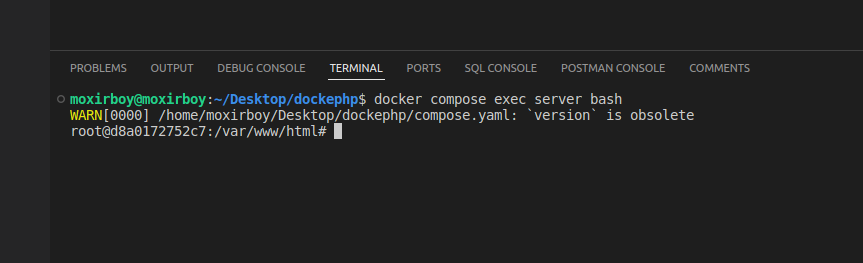 PROBLEMS OUTPUT DEBUG CONSOLE TERMINAL PORTS SQL CONSOLE POSTMAN CONSOLE COMMENTS
moxirboy@moxirboy:~/Desktop/dockephp$ docker compose exec server bash
WARN[0000] /home/moxirboy/Desktop/dockephp/compose.yaml: `version` is obsolete
root@d8a0172752c7:/var/www/html#